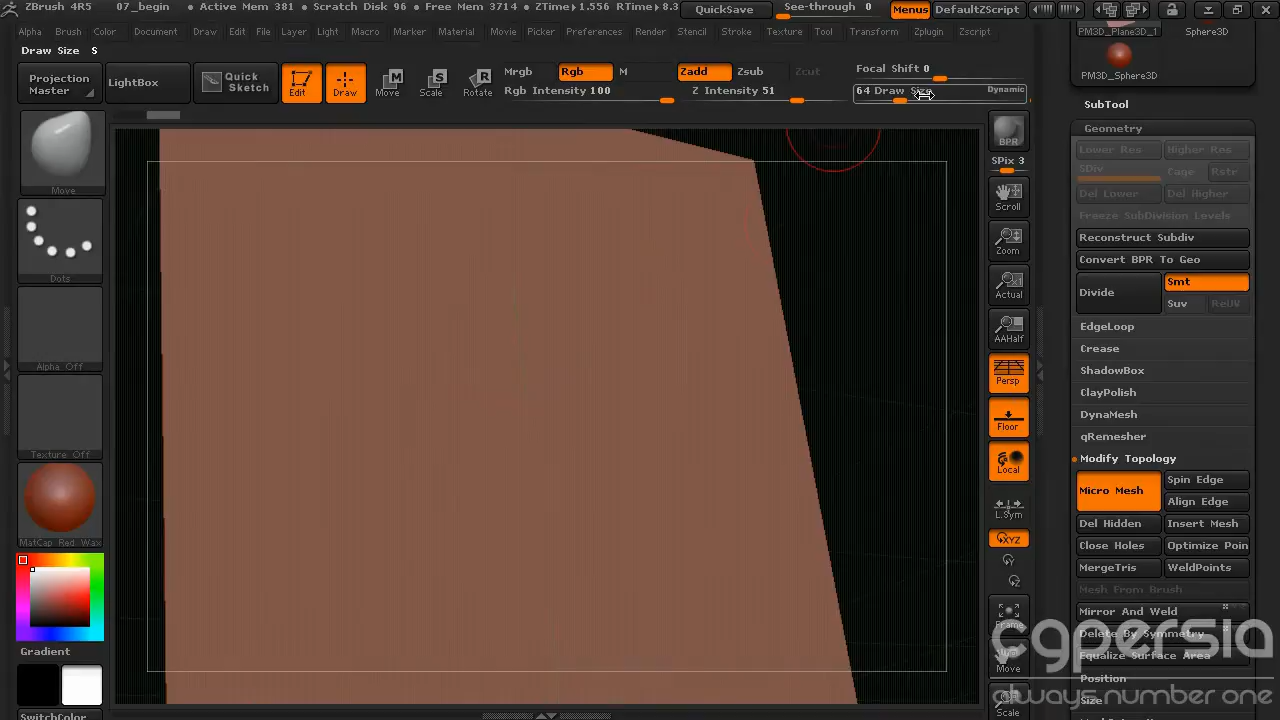 ZBrush 4R5 07_begin • Active Mem 381 • Scratch Disk 96 • Free Mem 3714 • ZTime▸1.556 RTime▸8.3 QuickSave See-through 0 Menus DefaultZScript
Alpha Brush Color Document Draw Edit File Layer Light Macro Marker Material Movie Picker Preferences Render Stencil Stroke Texture Tool Transform Zplugin Zscript
Draw Size S
Projection Master
LightBox
Quick Sketch
Edit
Draw
Move
Scale
Rotate
Mrgb Rgb M Zadd Zsub Zcut
Rgb Intensity 100 Z Intensity 51
Focal Shift 0
64 Draw Size Dynamic
Move
Dots
Alpha Off
Texture Off
MatCap Red Wax
Gradient
SwitchColor
BPR
SPix 3
Scroll
Zoom
Actual
AAHalf
Persp
Floor
Local
L.Sym
XYZ
Y
Z
Frame
Move
Scale
PM3D_Plane3D_1 Sphere3D
PM3D_Sphere3D
SubTool
Geometry
Lower Res Higher Res
SDiv Cage Rstr
Del Lower Del Higher
Freeze SubDivision Levels
Reconstruct Subdiv
Convert BPR To Geo
Divide Smt
Suv ReUV
EdgeLoop
Crease
ShadowBox
ClayPolish
DynaMesh
qRemesher
Modify Topology
Micro Mesh Spin Edge
Align Edge
Del Hidden Insert Mesh
Close Holes Optimize Poin
MergeTris WeldPoints
Mesh From Brush
Mirror And Weld
Delete By Symmetry
Equalize Surface Area
Position
Size
cgpersia
always number one